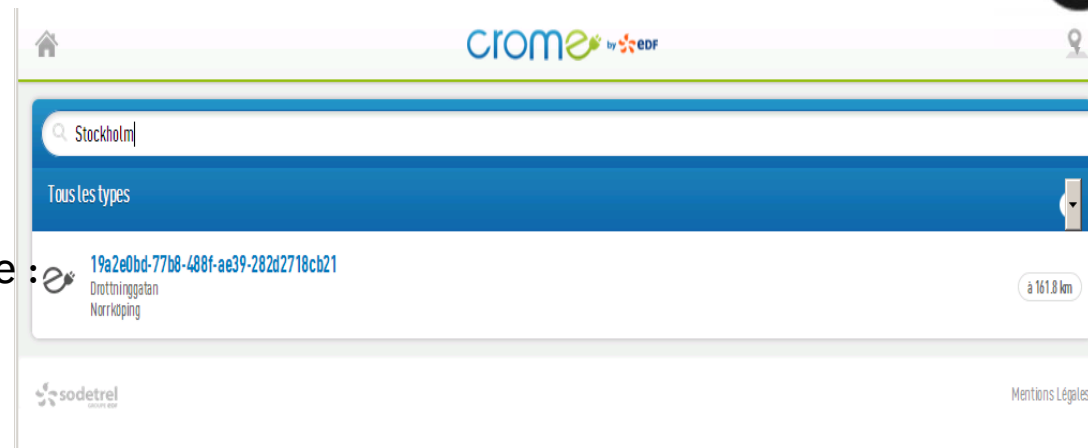 crome by edf
Stockholm
Tous les types
e :
19a2e0bd-77b8-488f-ae39-282d2718cb21
Drottninggatan
Norrköping
à 161.8 km
sodetrel
GROUPE EDF
Mentions Légales